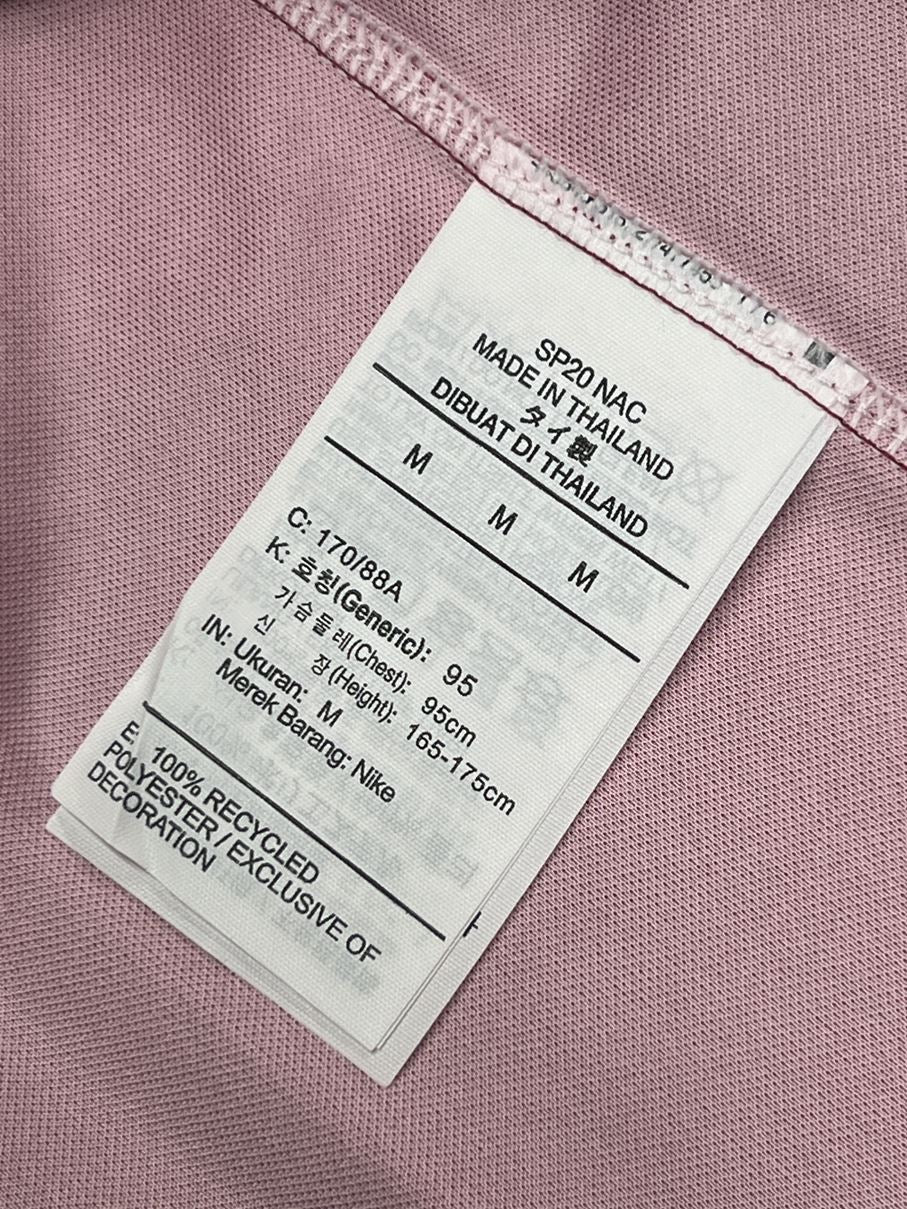 SP20 NAC
MADE IN THAILAND
タイ製
DIBUAT DI THAILAND
M M M
C: 170/88A
K: 호칭(Generic): 95
가슴둘레(Chest): 95cm
신 장(Height): 165-175cm
IN: Ukuran: M
Merek Barang: Nike
100% RECYCLED
POLYESTER / EXCLUSIVE OF
DECORATION